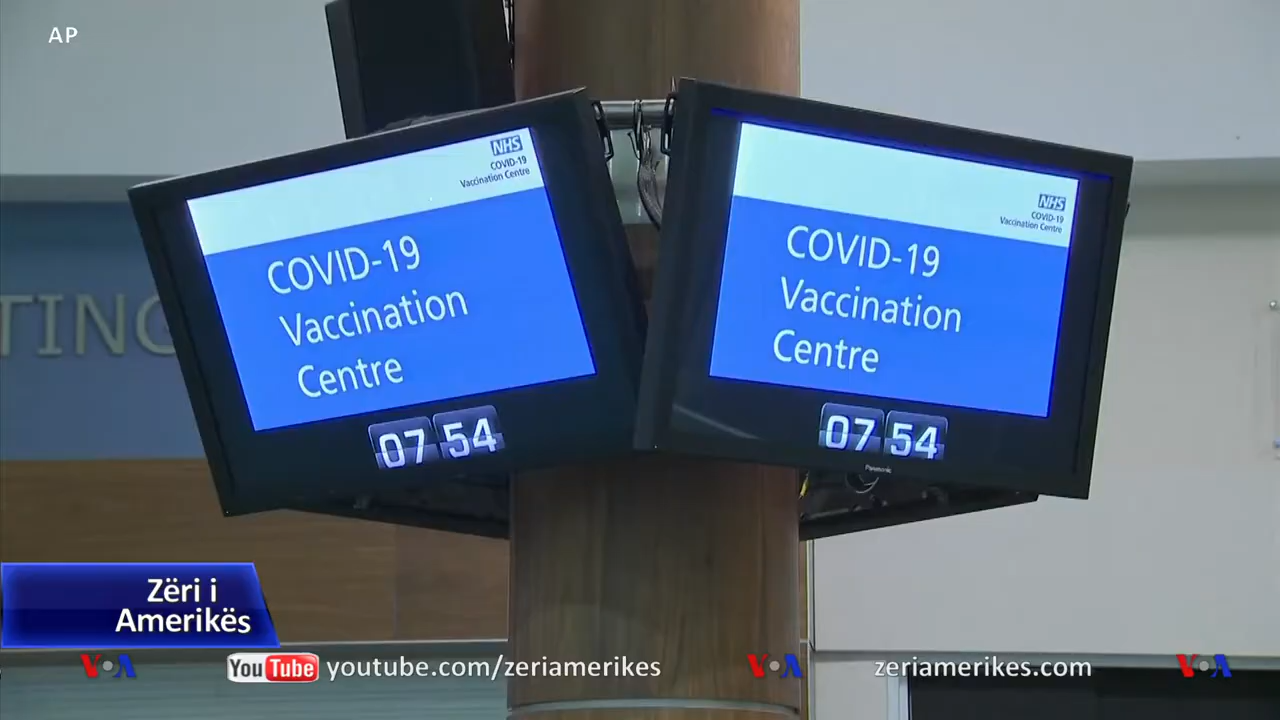 AP
NHS
COVID-19
Vaccination Centre
COVID-19
Vaccination
Centre
07 54
NHS
COVID-19
Vaccination Centre
COVID-19
Vaccination
Centre
07 54
Panasonic
TING
Zëri i
Amerikës
VOA
YouTube
youtube.com/zeriamerikes
VOA
zeriamerikes.com
VOA